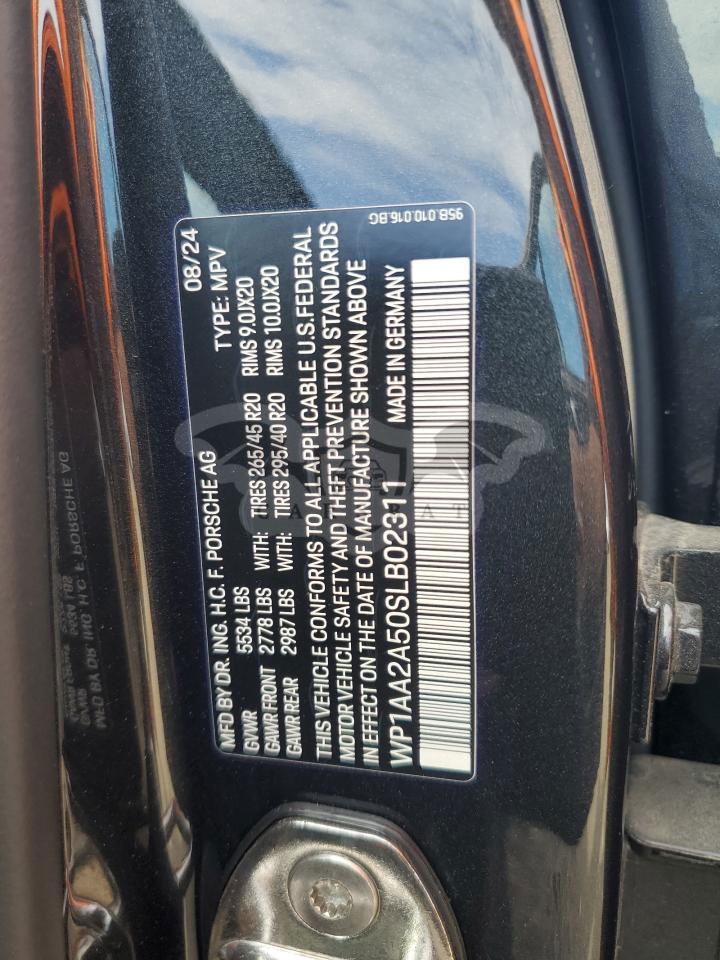 MFD BY DR. ING. H.C. F. PORSCHE AG 08/24
GVWR 5534 LBS TYPE: MPV
GAWR FRONT 2778 LBS WITH: TIRES 265/45 R20 RIMS 9.0JX20
GAWR REAR 2987 LBS WITH: TIRES 295/40 R20 RIMS 10.0JX20
THIS VEHICLE CONFORMS TO ALL APPLICABLE U.S. FEDERAL
MOTOR VEHICLE SAFETY AND THEFT PREVENTION STANDARDS
IN EFFECT ON THE DATE OF MANUFACTURE SHOWN ABOVE
WP1AA2A50SLB02311 MADE IN GERMANY
95B.010.016.BG